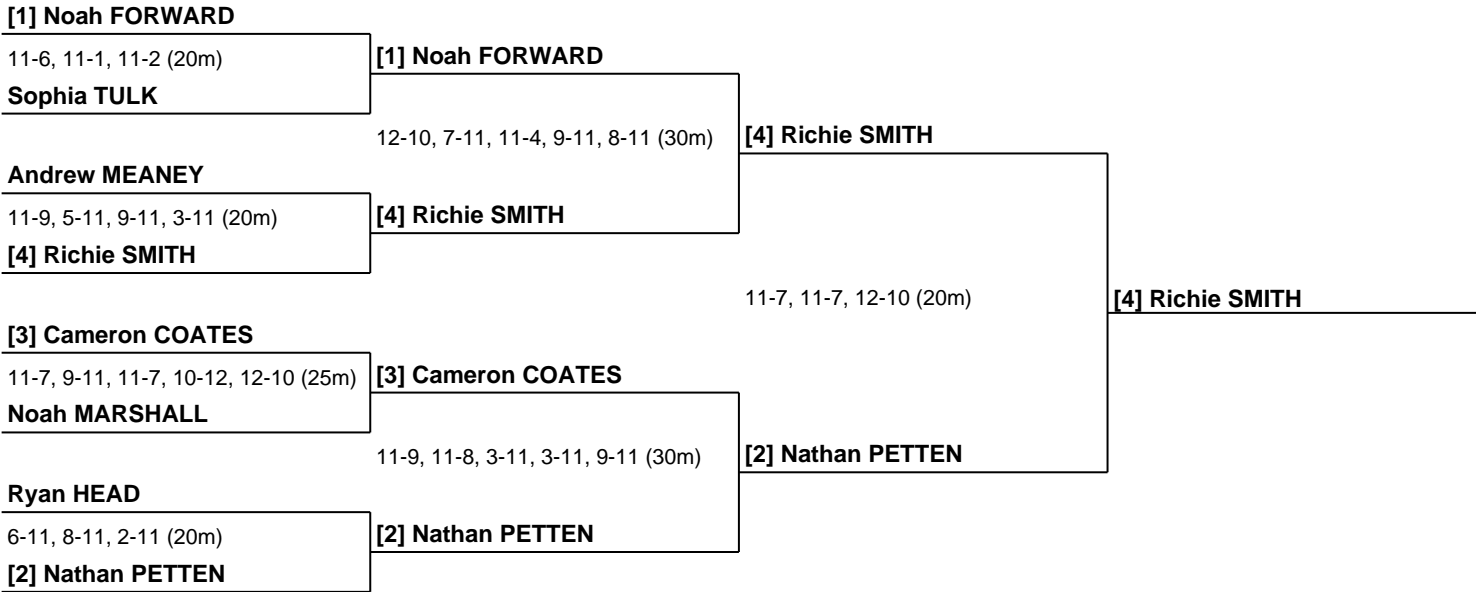 [1] Noah FORWARD
11-6, 11-1, 11-2 (20m)
[1] Noah FORWARD
Sophia TULK
12-10, 7-11, 11-4, 9-11, 8-11 (30m)
[4] Richie SMITH
Andrew MEANEY
11-9, 5-11, 9-11, 3-11 (20m)
[4] Richie SMITH
[4] Richie SMITH
11-7, 11-7, 12-10 (20m)
[4] Richie SMITH
[3] Cameron COATES
11-7, 9-11, 11-7, 10-12, 12-10 (25m)
[3] Cameron COATES
Noah MARSHALL
11-9, 11-8, 3-11, 3-11, 9-11 (30m)
[2] Nathan PETTEN
Ryan HEAD
6-11, 8-11, 2-11 (20m)
[2] Nathan PETTEN
[2] Nathan PETTEN